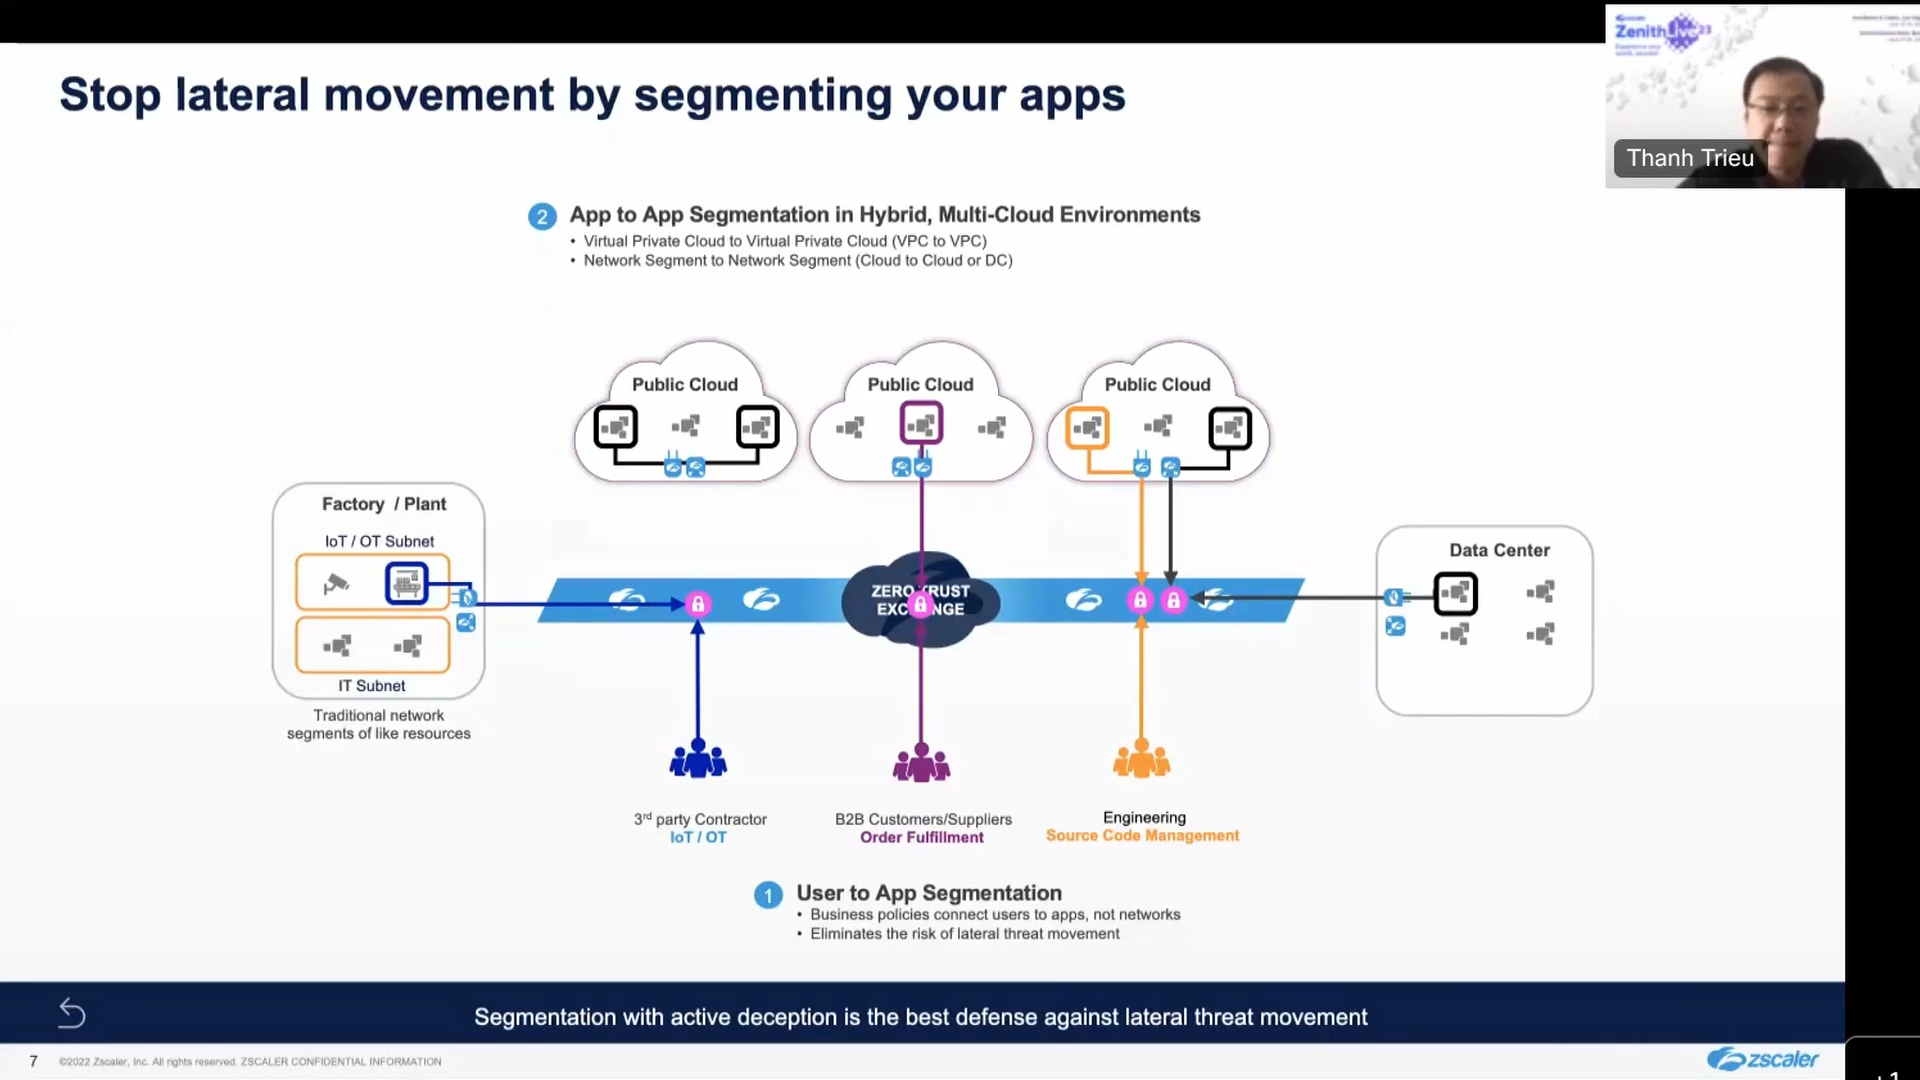 Stop lateral movement by segmenting your apps
ZenithLive'23
Thanh Trieu
2 App to App Segmentation in Hybrid, Multi-Cloud Environments
• Virtual Private Cloud to Virtual Private Cloud (VPC to VPC)
• Network Segment to Network Segment (Cloud to Cloud or DC)
Public Cloud
Public Cloud
Public Cloud
Factory / Plant
IoT / OT Subnet
IT Subnet
Traditional network
segments of like resources
ZERO TRUST
EXCHANGE
Data Center
3rd party Contractor
IoT / OT
B2B Customers/Suppliers
Order Fulfillment
Engineering
Source Code Management
1 User to App Segmentation
• Business policies connect users to apps, not networks
• Eliminates the risk of lateral threat movement
Segmentation with active deception is the best defense against lateral threat movement
7 ©2022 Zscaler, Inc. All rights reserved. ZSCALER CONFIDENTIAL INFORMATION
zscaler
+1